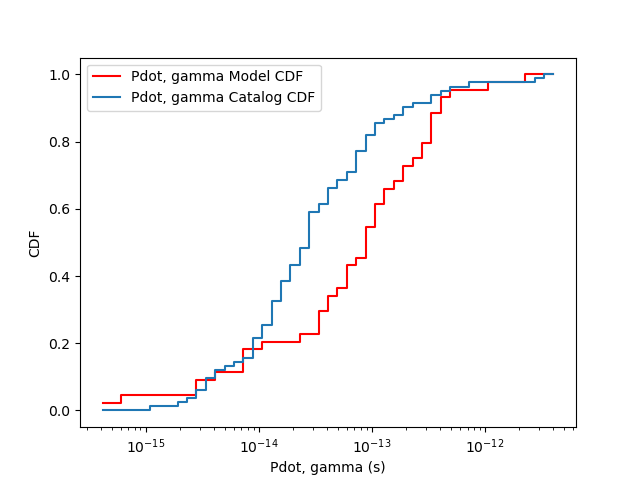 Pdot, gamma Model CDF
Pdot, gamma Catalog CDF
1.0
0.8
0.6
0.4
0.2
0.0
CDF
10⁻¹⁵ 10⁻¹⁴ 10⁻¹³ 10⁻¹²
Pdot, gamma (s)